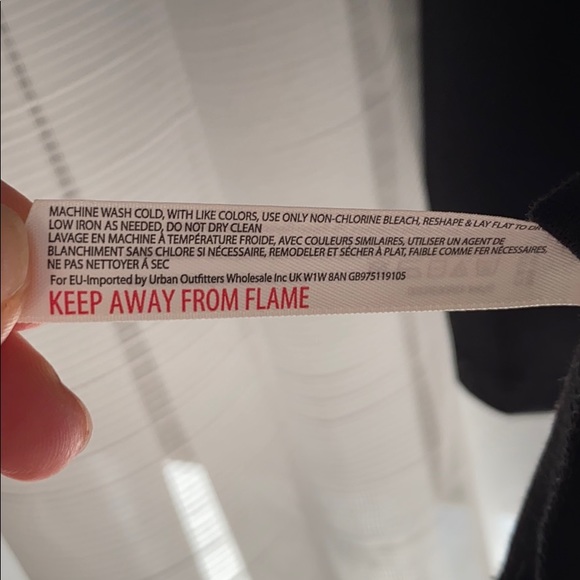 MACHINE WASH COLD, WITH LIKE COLORS, USE ONLY NON-CHLORINE BLEACH, RESHAPE & LAY FLAT TO
LOW IRON AS NEEDED, DO NOT DRY CLEAN
LAVAGE EN MACHINE À TEMPÉRATURE FROIDE, AVEC COULEURS SIMILAIRES, UTILISER UN AGENT DE
BLANCHIMENT SANS CHLORE SI NÉCESSAIRE, REMODELER ET SÉCHER À PLAT, FAIBLE COMME FER NÉCESSAIRES.
NE PAS NETTOYER Á SEC
For EU-Imported by Urban Outfitters Wholesale Inc UK W1W 8AN GB975119105
KEEP AWAY FROM FLAME